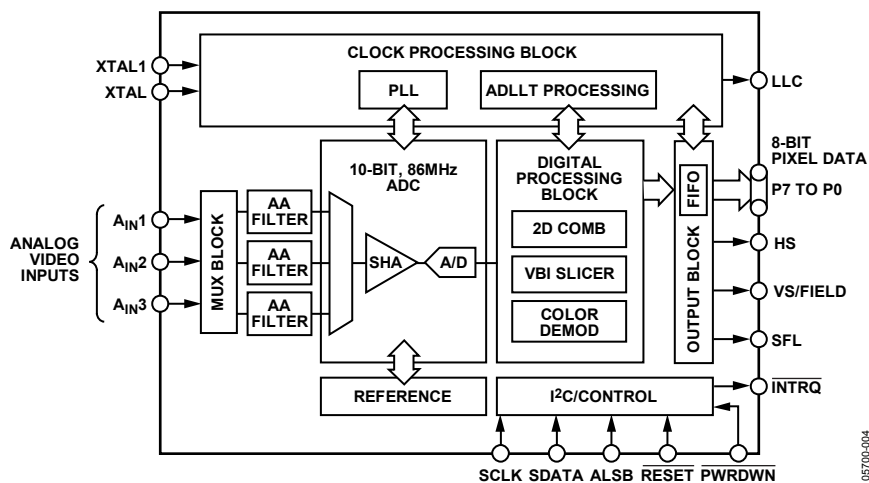 CLOCK PROCESSING BLOCK
XTAL1
XTAL
PLL
ADLLT PROCESSING
LLC
10-BIT, 86MHz
ADC
DIGITAL
PROCESSING
BLOCK
2D COMB
VBI SLICER
COLOR
DEMOD
OUTPUT BLOCK
FIFO
8-BIT
PIXEL DATA
P7 TO P0
ANALOG
VIDEO
INPUTS
AIN1
AIN2
AIN3
MUX BLOCK
AA
FILTER
AA
FILTER
AA
FILTER
SHA
A/D
HS
VS/FIELD
SFL
REFERENCE
I2C/CONTROL
INTRQ
SCLK
SDATA
ALSB
RESET
PWRDWN
05700-004